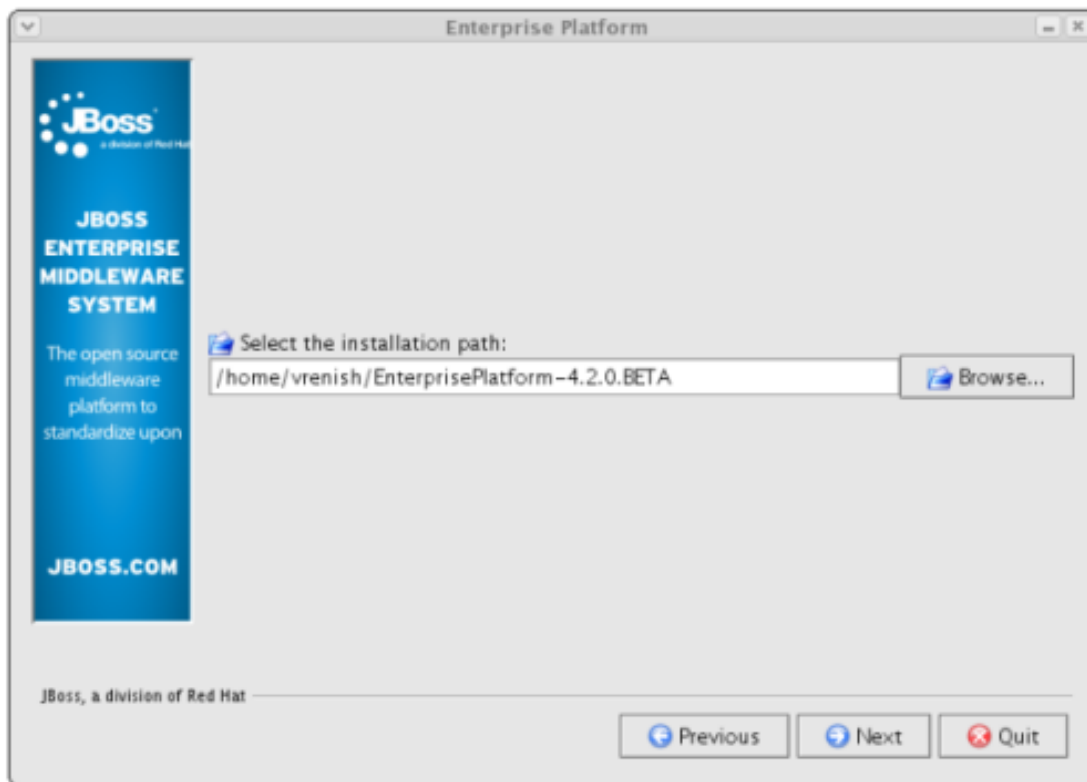 Enterprise Platform
JBoss
a division of Red Hat
JBOSS
ENTERPRISE
MIDDLEWARE
SYSTEM
The open source
middleware
platform to
standardize upon
JBOSS.COM
Select the installation path:
/home/vrenish/EnterprisePlatform-4.2.0.BETA
Browse...
JBoss, a division of Red Hat
Previous
Next
Quit